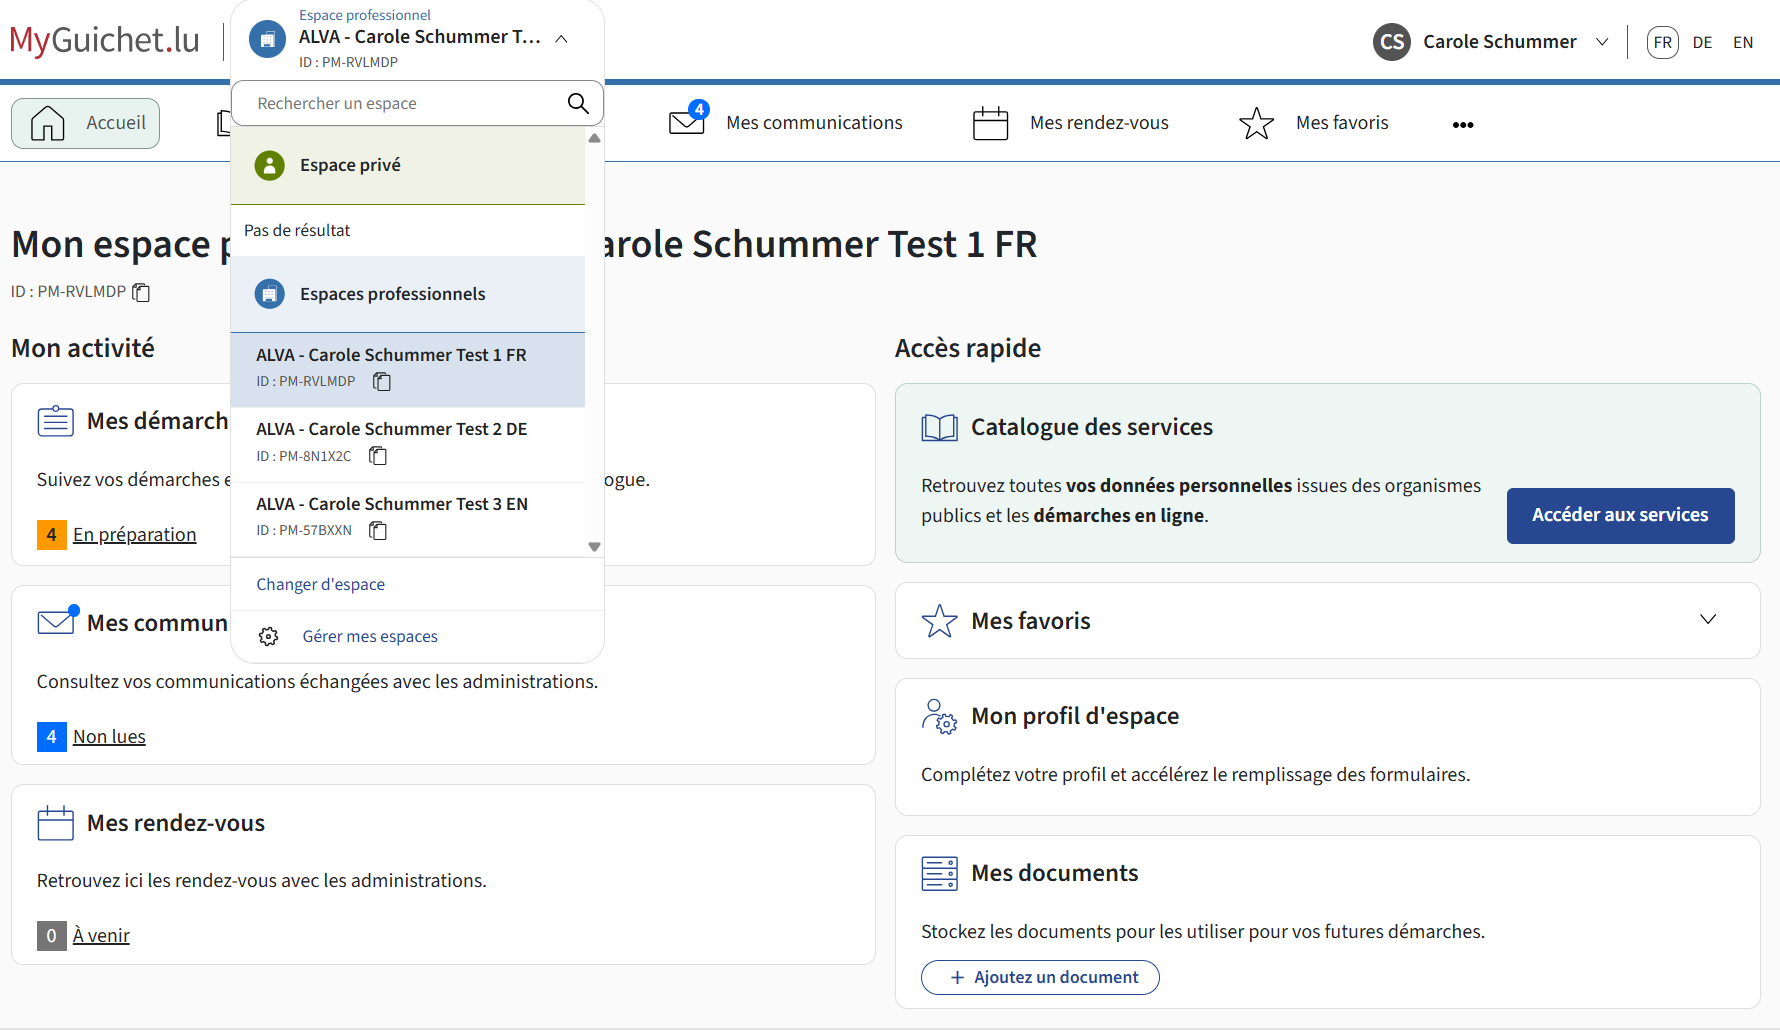 MyGuichet.lu
Espace professionnel
ALVA - Carole Schummer T...
ID : PM-RVLMDP
CS Carole Schummer
FR DE EN
Rechercher un espace
Accueil
4
Mes communications
Mes rendez-vous
Mes favoris
Espace privé
Pas de résultat
Espaces professionnels
ALVA - Carole Schummer Test 1 FR
ID : PM-RVLMDP
ALVA - Carole Schummer Test 2 DE
ID : PM-8N1X2C
ALVA - Carole Schummer Test 3 EN
ID : PM-57BXXN
Changer d'espace
Gérer mes espaces
Mon espace arole Schummer Test 1 FR
ID : PM-RVLMDP
Mon activité
Mes démarch
Suivez vos démarches ogue.
4 En préparation
Mes commun
Consultez vos communications échangées avec les administrations.
4 Non lues
Mes rendez-vous
Retrouvez ici les rendez-vous avec les administrations.
0 À venir
Accès rapide
Catalogue des services
Retrouvez toutes vos données personnelles issues des organismes
publics et les démarches en ligne.
Accéder aux services
Mes favoris
Mon profil d'espace
Complétez votre profil et accélérez le remplissage des formulaires.
Mes documents
Stockez les documents pour les utiliser pour vos futures démarches.
+ Ajoutez un document